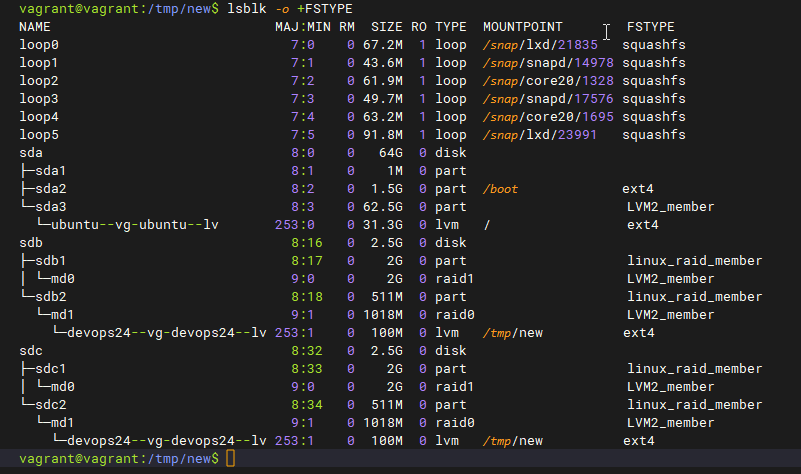 vagrant@vagrant:/tmp/new$ lsblk -o +FSTYPE
NAME MAJ:MIN RM SIZE RO TYPE MOUNTPOINT FSTYPE
loop0 7:0 0 67.2M 1 loop /snap/lxd/21835 squashfs
loop1 7:1 0 43.6M 1 loop /snap/snapd/14978 squashfs
loop2 7:2 0 61.9M 1 loop /snap/core20/1328 squashfs
loop3 7:3 0 49.7M 1 loop /snap/snapd/17576 squashfs
loop4 7:4 0 63.2M 1 loop /snap/core20/1695 squashfs
loop5 7:5 0 91.8M 1 loop /snap/lxd/23991 squashfs
sda 8:0 0 64G 0 disk
├─sda1 8:1 0 1M 0 part
├─sda2 8:2 0 1.5G 0 part /boot ext4
└─sda3 8:3 0 62.5G 0 part LVM2_member
└─ubuntu--vg-ubuntu--lv 253:0 0 31.3G 0 lvm / ext4
sdb 8:16 0 2.5G 0 disk
├─sdb1 8:17 0 2G 0 part linux_raid_member
│ └─md0 9:0 0 2G 0 raid1 LVM2_member
└─sdb2 8:18 0 511M 0 part linux_raid_member
└─md1 9:1 0 1018M 0 raid0 LVM2_member
└─devops24--vg-devops24--lv 253:1 0 100M 0 lvm /tmp/new ext4
sdc 8:32 0 2.5G 0 disk
├─sdc1 8:33 0 2G 0 part linux_raid_member
│ └─md0 9:0 0 2G 0 raid1 LVM2_member
└─sdc2 8:34 0 511M 0 part linux_raid_member
└─md1 9:1 0 1018M 0 raid0 LVM2_member
└─devops24--vg-devops24--lv 253:1 0 100M 0 lvm /tmp/new ext4
vagrant@vagrant:/tmp/new$